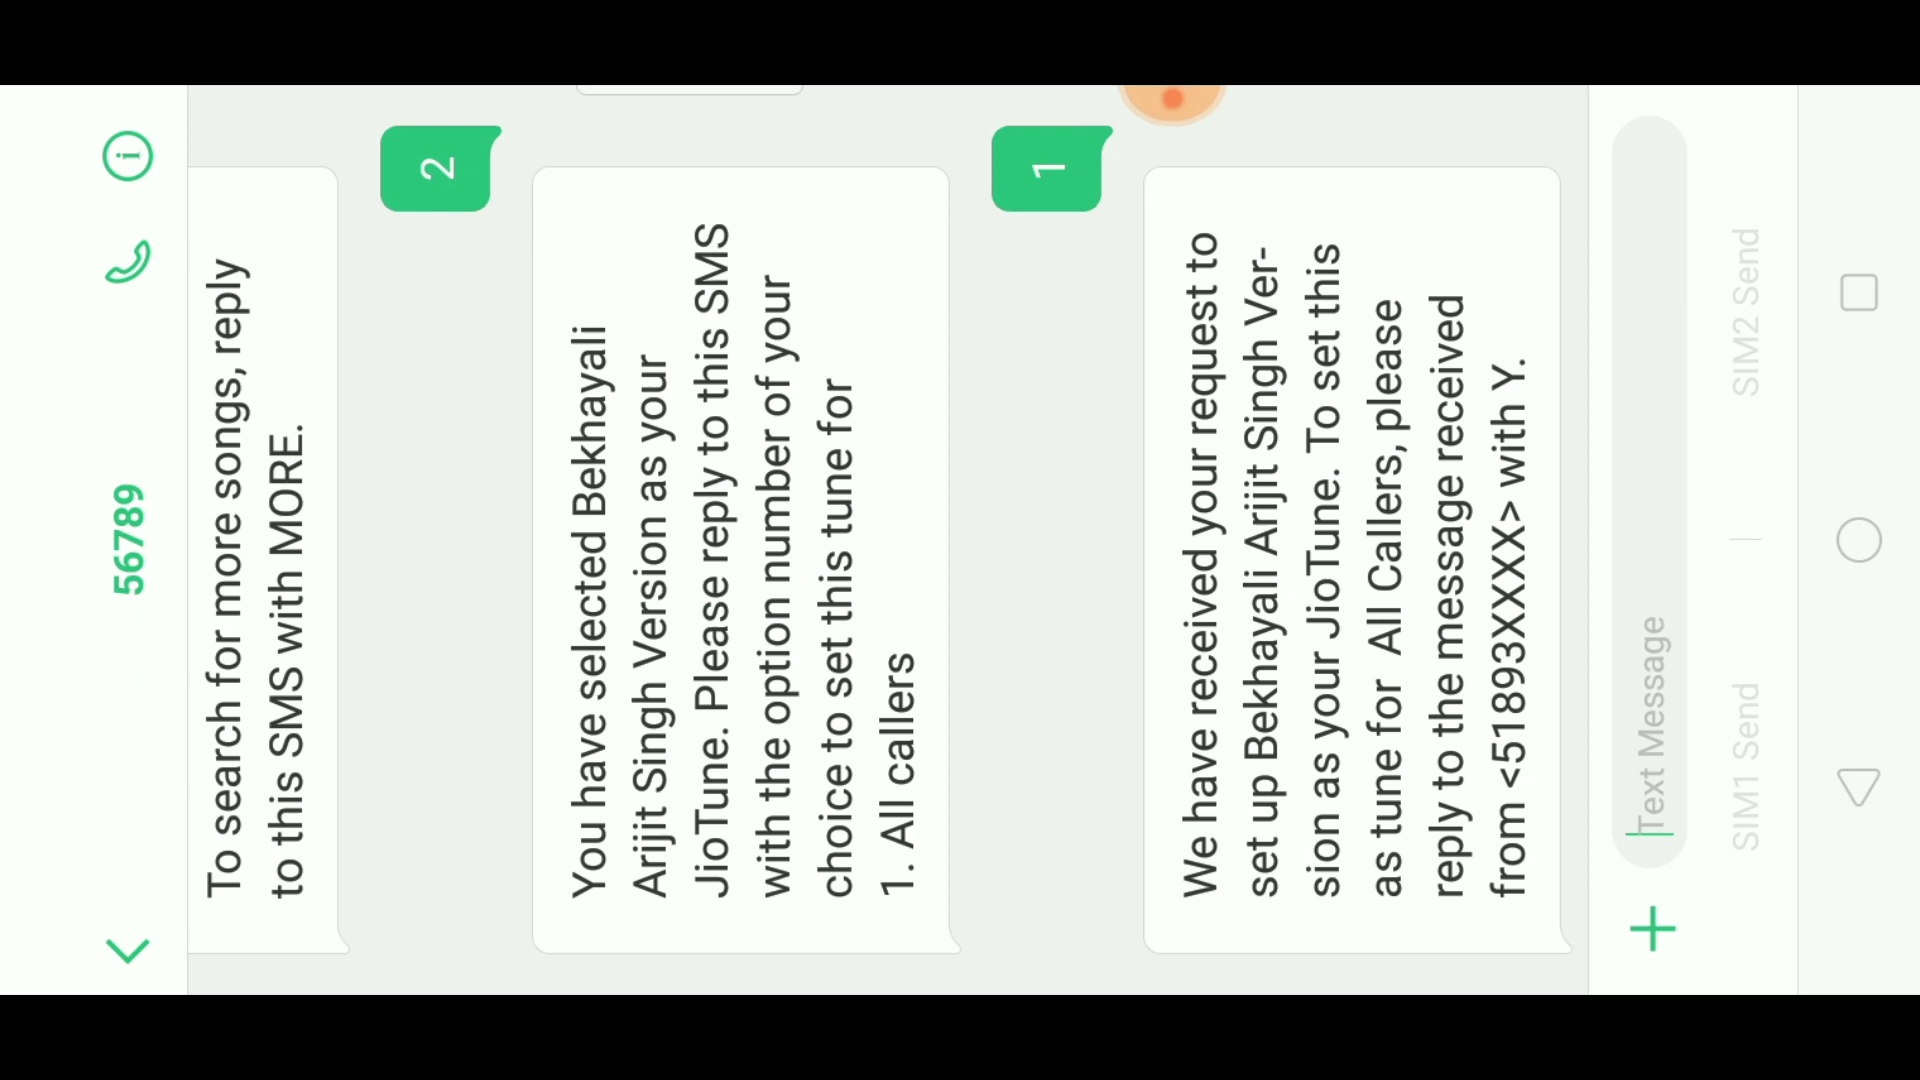 56789
To search for more songs, reply
to this SMS with MORE.
2
You have selected Bekhayali
Arijit Singh Version as your
JioTune. Please reply to this SMS
with the option number of your
choice to set this tune for
1. All callers
1
We have received your request to
set up Bekhayali Arijit Singh Ver-
sion as your JioTune. To set this
as tune for  All Callers, please
reply to the message received
from <51893XXXX> with Y.
Text Message
SIM1 Send
SIM2 Send